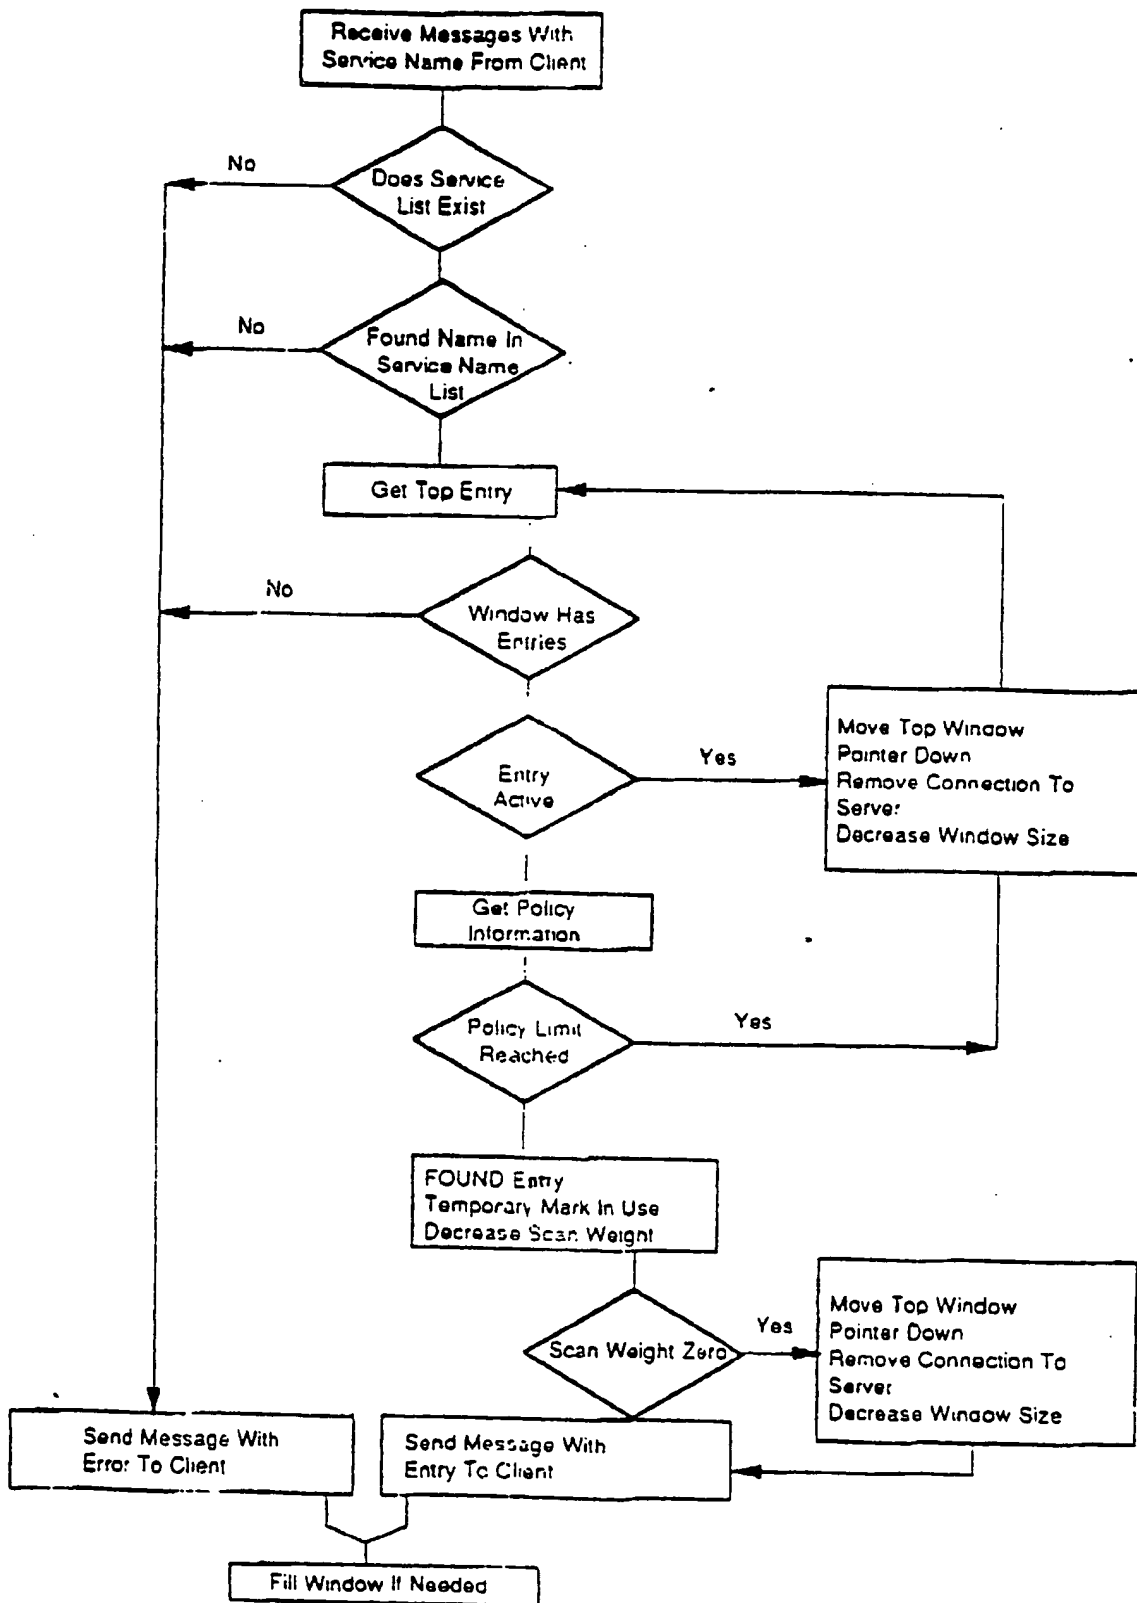 Receive Messages With
Service Name From Client
No
Does Service
List Exist
No
Found Name In
Service Name
List
Get Top Entry
No
Window Has
Entries
Move Top Window
Pointer Down
Remove Connection To
Server
Decrease Window Size
Yes
Entry
Active
Get Policy
Information
Policy Limit
Reached
Yes
FOUND Entry
Temporary Mark In Use
Decrease Scan Weight
Scan Weight Zero
Yes
Move Top Window
Pointer Down
Remove Connection To
Server
Decrease Window Size
Send Message With
Error To Client
Send Message With
Entry To Client
Fill Window If Needed